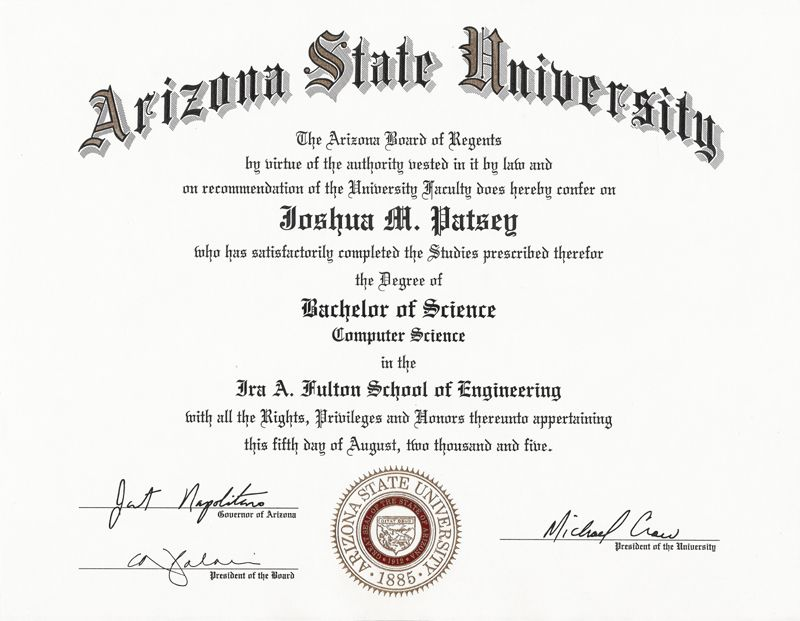 Arizona State University
The Arizona Board of Regents
by virtue of the authority vested in it by law and
on recommendation of the University Faculty does hereby confer on
Joshua M. Patsey
who has satisfactorily completed the Studies prescribed therefor
the Degree of
Bachelor of Science
Computer Science
in the
Ira A. Fulton School of Engineering
with all the Rights, Privileges and Honors thereunto appertaining
this fifth day of August, two thousand and five.
Janet Napolitano
Governor of Arizona
President of the Board
ARIZONA STATE UNIVERSITY
GREAT SEAL OF THE STATE OF ARIZONA
DITAT DEUS
1912
1885
Michael Crow
President of the University